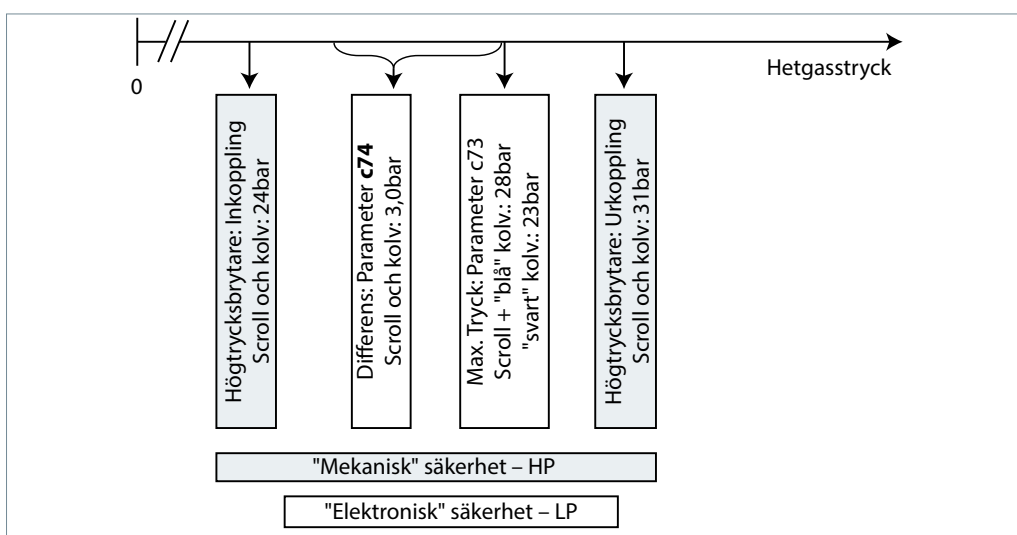 0
Hetgasstryck
Högtrycksbrytare: Inkoppling
Scroll och kolv: 24bar
Differens: Parameter c74
Scroll och kolv: 3,0bar
Max. Tryck: Parameter c73
Scroll + "blå" kolv.: 28bar
"svart" kolv.: 23bar
Högtrycksbrytare: Urkoppling
Scroll och kolv: 31bar
"Mekanisk" säkerhet – HP
"Elektronisk" säkerhet – LP